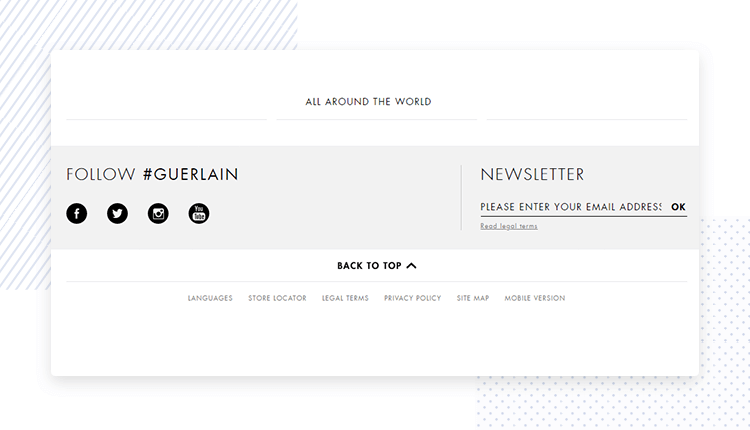 ALL AROUND THE WORLD
FOLLOW #GUERLAIN
You
Tube
NEWSLETTER
PLEASE ENTER YOUR EMAIL ADDRESS OK
Read legal terms
BACK TO TOP
LANGUAGES STORE LOCATOR LEGAL TERMS PRIVACY POLICY SITE MAP MOBILE VERSION